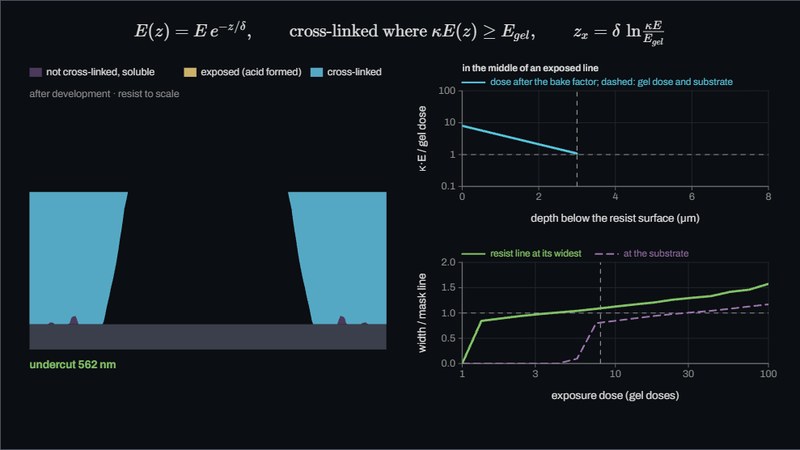 E(z) = E e^{-z/δ},   cross-linked where κE(z) ≥ E_{gel},   z_x = δ ln κE/E_{gel}
not cross-linked, soluble   exposed (acid formed)   cross-linked
after development · resist to scale
undercut 562 nm
in the middle of an exposed line
dose after the bake factor; dashed: gel dose and substrate
κ·E / gel dose
100
10
1
0.1
0 2 4 6 8
depth below the resist surface (µm)
resist line at its widest   at the substrate
width / mask line
2.0
1.5
1.0
0.5
0.0
1 3 10 30 100
exposure dose (gel doses)